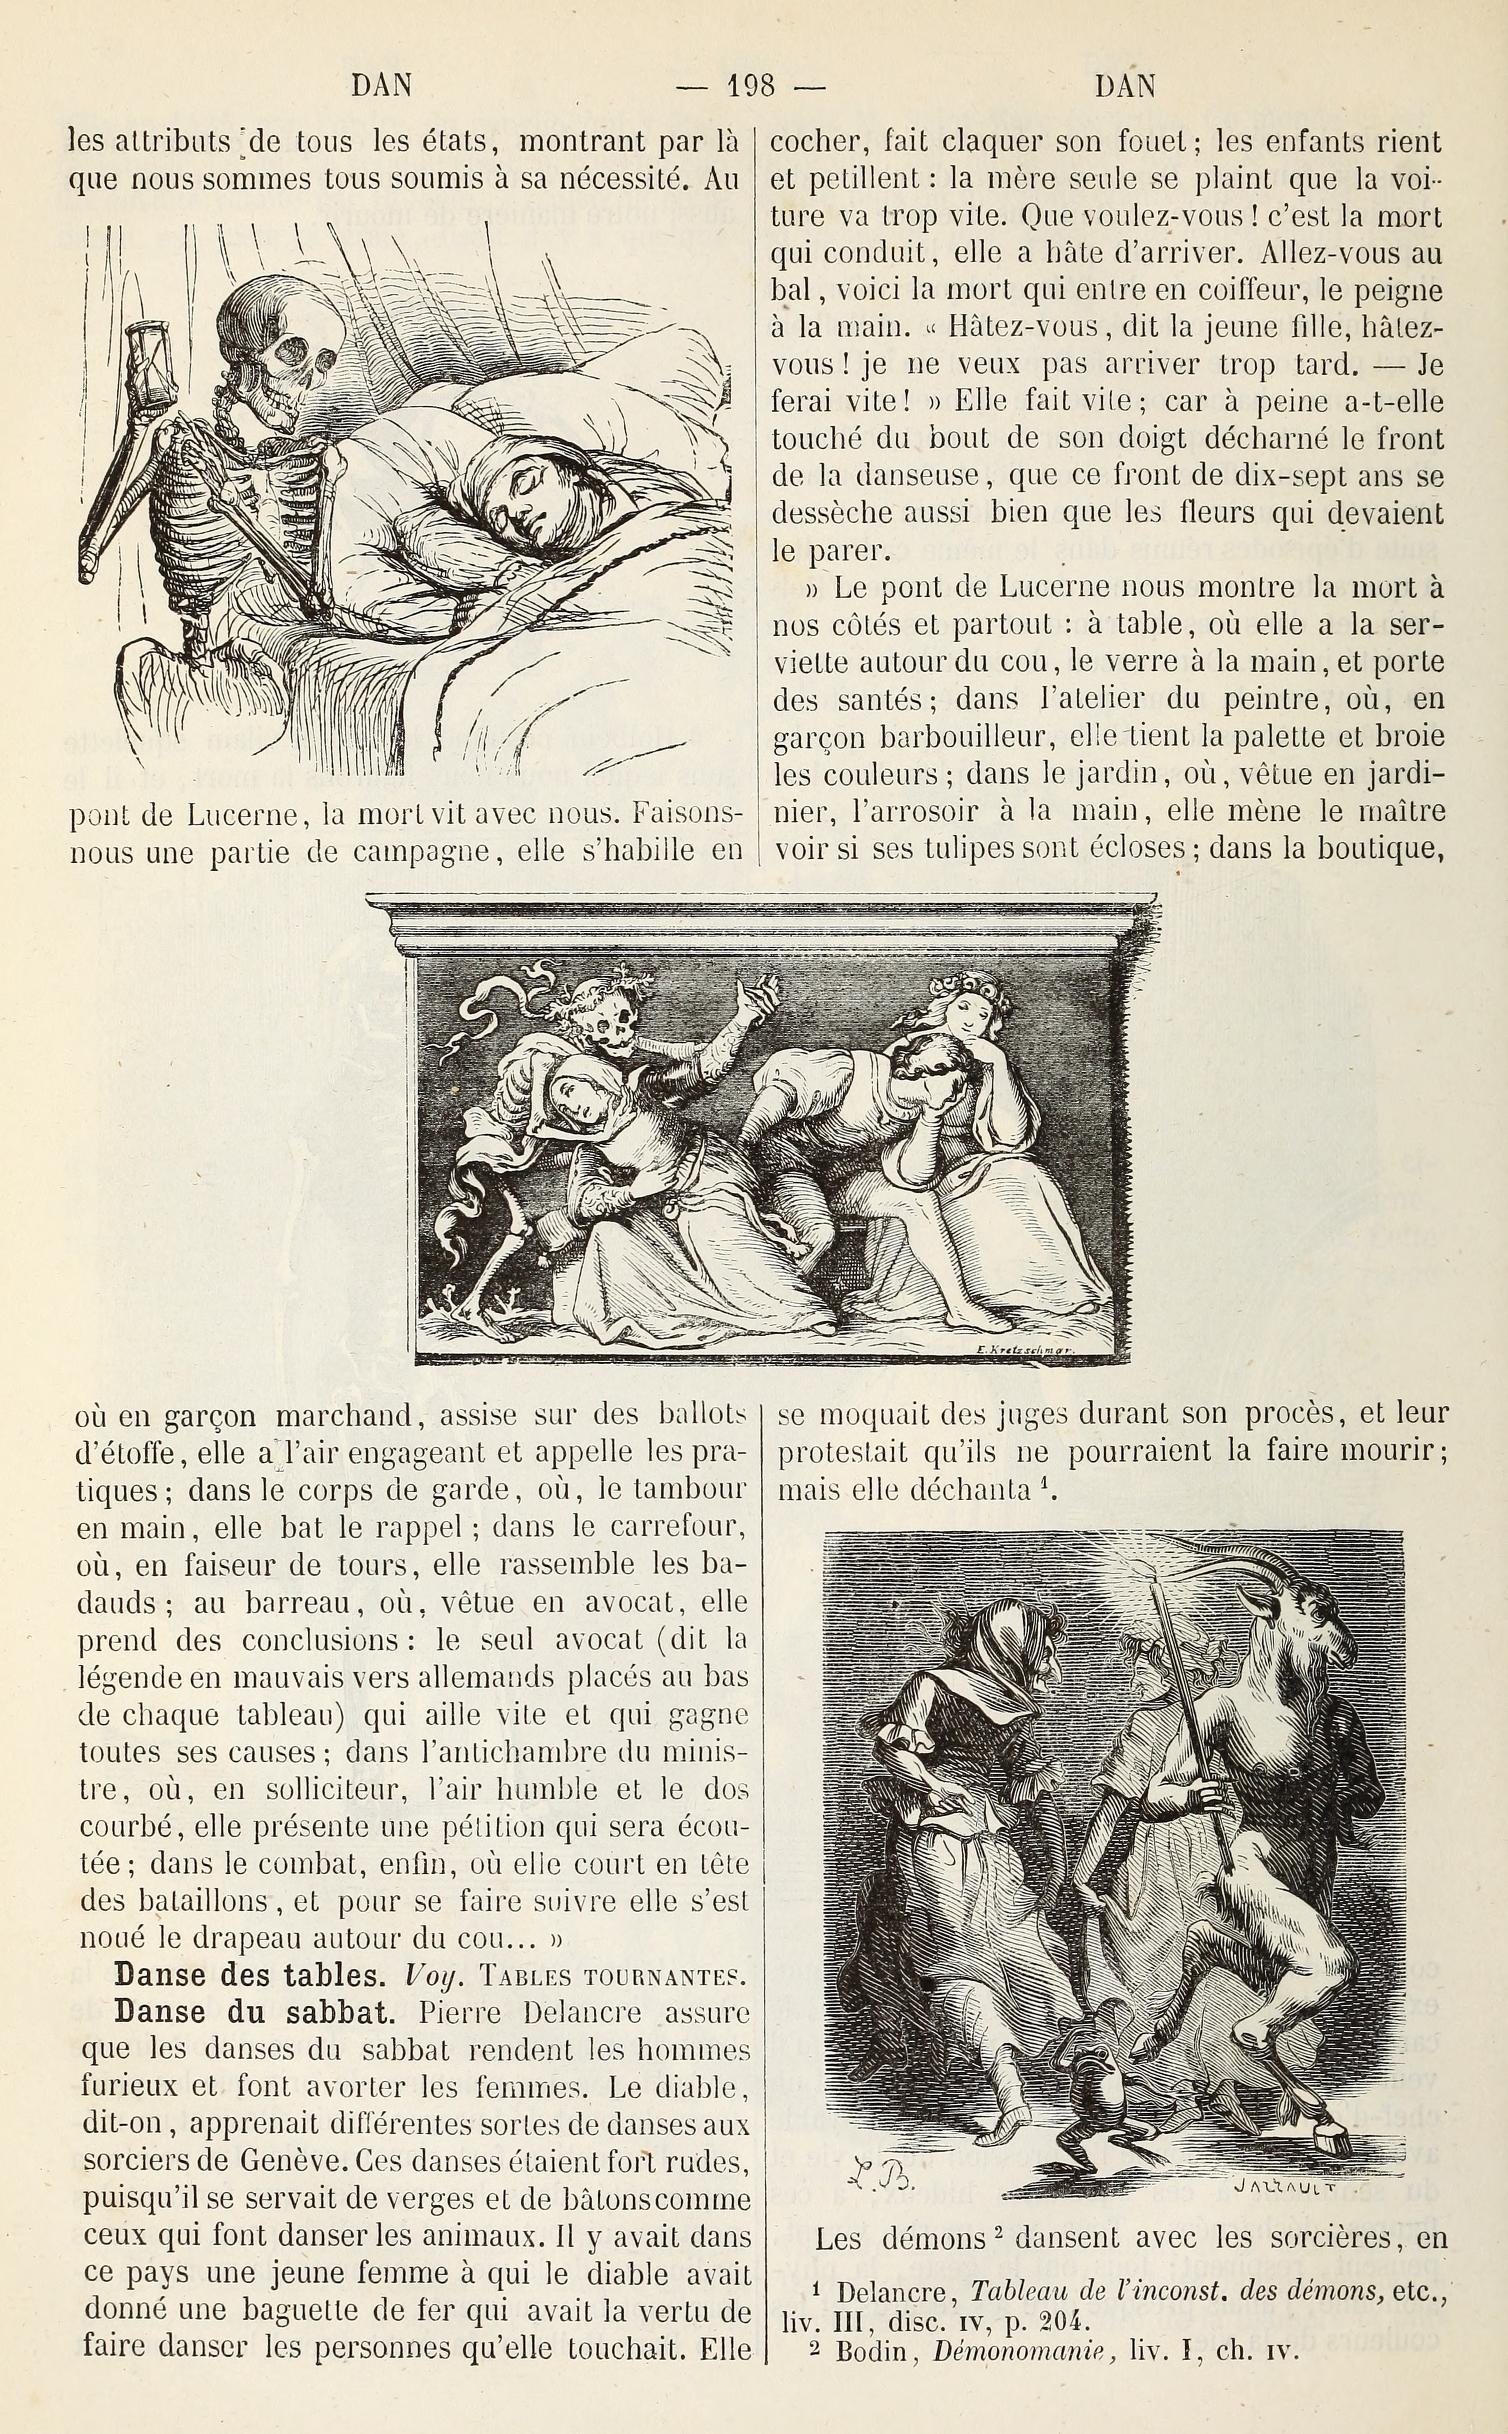 DAN — 198 — DAN
les attributs de tous les états, montrant par là
que nous sommes tous soumis à sa nécessité. Au
pont de Lucerne, la mort vit avec nous. Faisons-
nous une partie de campagne, elle s'habille en
cocher, fait claquer son fouet ; les enfants rient
et petillent : la mère seule se plaint que la voi-
ture va trop vite. Que voulez-vous ! c'est la mort
qui conduit, elle a hâte d'arriver. Allez-vous au
bal, voici la mort qui entre en coiffeur, le peigne
à la main. « Hâtez-vous, dit la jeune fille, hâtez-
vous ! je ne veux pas arriver trop tard. — Je
ferai vite ! » Elle fait vite ; car à peine a-t-elle
touché du bout de son doigt décharné le front
de la danseuse, que ce front de dix-sept ans se
dessèche aussi bien que les fleurs qui devaient
le parer.
» Le pont de Lucerne nous montre la mort à
nos côtés et partout : à table, où elle a la ser-
viette autour du cou, le verre à la main, et porte
des santés ; dans l'atelier du peintre, où, en
garçon barbouilleur, elle tient la palette et broie
les couleurs ; dans le jardin, où, vêtue en jardi-
nier, l'arrosoir à la main, elle mène le maître
voir si ses tulipes sont écloses ; dans la boutique,
E. Kretzschmar.
où en garçon marchand, assise sur des ballots
d'étoffe, elle a l'air engageant et appelle les pra-
tiques ; dans le corps de garde, où, le tambour
en main, elle bat le rappel ; dans le carrefour,
où, en faiseur de tours, elle rassemble les ba-
dauds ; au barreau, où, vêtue en avocat, elle
prend des conclusions : le seul avocat (dit la
légende en mauvais vers allemands placés au bas
de chaque tableau) qui aille vite et qui gagne
toutes ses causes ; dans l'antichambre du minis-
tre, où, en solliciteur, l'air humble et le dos
courbé, elle présente une pétition qui sera écou-
tée ; dans le combat, enfin, où elle court en tête
des bataillons, et pour se faire suivre elle s'est
noué le drapeau autour du cou... »
Danse des tables. Voy. TABLES TOURNANTES.
Danse du sabbat. Pierre Delancre assure
que les danses du sabbat rendent les hommes
furieux et font avorter les femmes. Le diable,
dit-on, apprenait différentes sortes de danses aux
sorciers de Genève. Ces danses étaient fort rudes,
puisqu'il se servait de verges et de bâtons comme
ceux qui font danser les animaux. Il y avait dans
ce pays une jeune femme à qui le diable avait
donné une baguette de fer qui avait la vertu de
faire danser les personnes qu'elle touchait. Elle
se moquait des juges durant son procès, et leur
protestait qu'ils ne pourraient la faire mourir ;
mais elle déchanta ¹.
L. B.
JARRAULT
Les démons ² dansent avec les sorcières, en
¹ Delancre, Tableau de l'inconst. des démons, etc.,
liv. III, disc. IV, p. 204.
² Bodin, Démonomanie, liv. I, ch. IV.